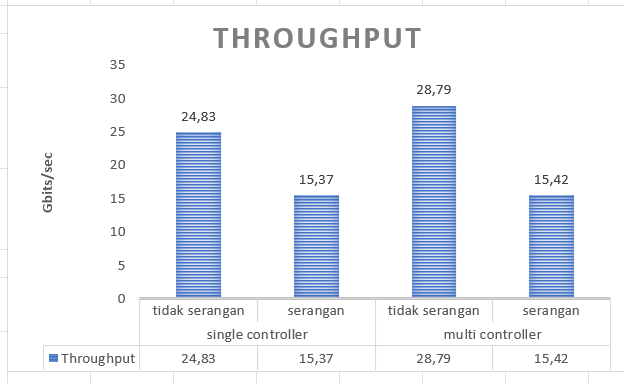 THROUGHPUT
Gbits/sec
35
30
25
20
15
10
5
0
24,83
15,37
28,79
15,42
tidak serangan serangan tidak serangan serangan
single controller multi controller
Throughput 24,83 15,37 28,79 15,42